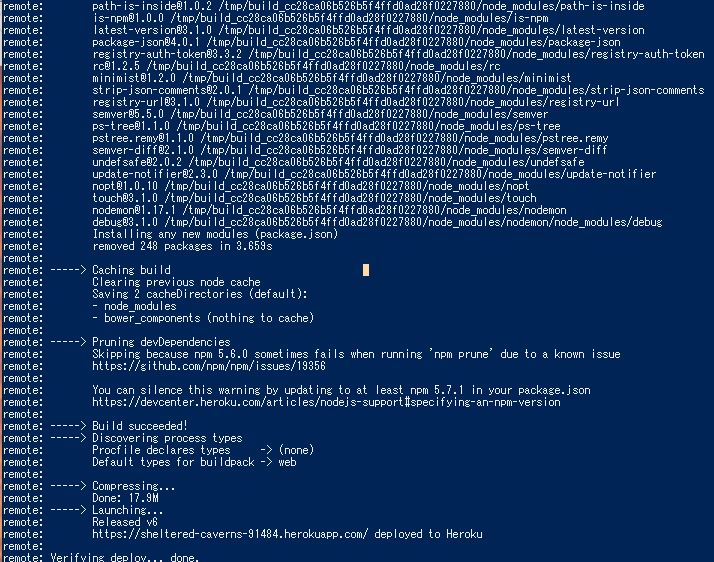 remote:        path-is-inside@1.0.2 /tmp/build_cc28ca06b526b5f4ffd0ad28f0227880/node_modules/path-is-inside
remote:        is-npm@1.0.0 /tmp/build_cc28ca06b526b5f4ffd0ad28f0227880/node_modules/is-npm
remote:        latest-version@3.1.0 /tmp/build_cc28ca06b526b5f4ffd0ad28f0227880/node_modules/latest-version
remote:        package-json@4.0.1 /tmp/build_cc28ca06b526b5f4ffd0ad28f0227880/node_modules/package-json
remote:        registry-auth-token@3.3.2 /tmp/build_cc28ca06b526b5f4ffd0ad28f0227880/node_modules/registry-auth-token
remote:        rc@1.2.5 /tmp/build_cc28ca06b526b5f4ffd0ad28f0227880/node_modules/rc
remote:        minimist@1.2.0 /tmp/build_cc28ca06b526b5f4ffd0ad28f0227880/node_modules/minimist
remote:        strip-json-comments@2.0.1 /tmp/build_cc28ca06b526b5f4ffd0ad28f0227880/node_modules/strip-json-comments
remote:        registry-url@3.1.0 /tmp/build_cc28ca06b526b5f4ffd0ad28f0227880/node_modules/registry-url
remote:        semver@5.5.0 /tmp/build_cc28ca06b526b5f4ffd0ad28f0227880/node_modules/semver
remote:        ps-tree@1.1.0 /tmp/build_cc28ca06b526b5f4ffd0ad28f0227880/node_modules/ps-tree
remote:        pstree.remy@1.1.0 /tmp/build_cc28ca06b526b5f4ffd0ad28f0227880/node_modules/pstree.remy
remote:        semver-diff@2.1.0 /tmp/build_cc28ca06b526b5f4ffd0ad28f0227880/node_modules/semver-diff
remote:        undefsafe@2.0.2 /tmp/build_cc28ca06b526b5f4ffd0ad28f0227880/node_modules/undefsafe
remote:        update-notifier@2.3.0 /tmp/build_cc28ca06b526b5f4ffd0ad28f0227880/node_modules/update-notifier
remote:        nopt@1.0.10 /tmp/build_cc28ca06b526b5f4ffd0ad28f0227880/node_modules/nopt
remote:        touch@3.1.0 /tmp/build_cc28ca06b526b5f4ffd0ad28f0227880/node_modules/touch
remote:        nodemon@1.17.1 /tmp/build_cc28ca06b526b5f4ffd0ad28f0227880/node_modules/nodemon
remote:        debug@3.1.0 /tmp/build_cc28ca06b526b5f4ffd0ad28f0227880/node_modules/nodemon/node_modules/debug
remote:        Installing any new modules (package.json)
remote:        removed 248 packages in 3.659s
remote:
remote: -----> Caching build
remote:        Clearing previous node cache
remote:        Saving 2 cacheDirectories (default):
remote:        - node_modules
remote:        - bower_components (nothing to cache)
remote:
remote: -----> Pruning devDependencies
remote:        Skipping because npm 5.6.0 sometimes fails when running 'npm prune' due to a known issue
remote:        https://github.com/npm/npm/issues/19356
remote:
remote:        You can silence this warning by updating to at least npm 5.7.1 in your package.json
remote:        https://devcenter.heroku.com/articles/nodejs-support#specifying-an-npm-version
remote:
remote: -----> Build succeeded!
remote: -----> Discovering process types
remote:        Procfile declares types     -> (none)
remote:        Default types for buildpack -> web
remote:
remote: -----> Compressing...
remote:        Done: 17.9M
remote: -----> Launching...
remote:        Released v6
remote:        https://sheltered-caverns-91484.herokuapp.com/ deployed to Heroku
remote:
remote: Verifying deploy... done.